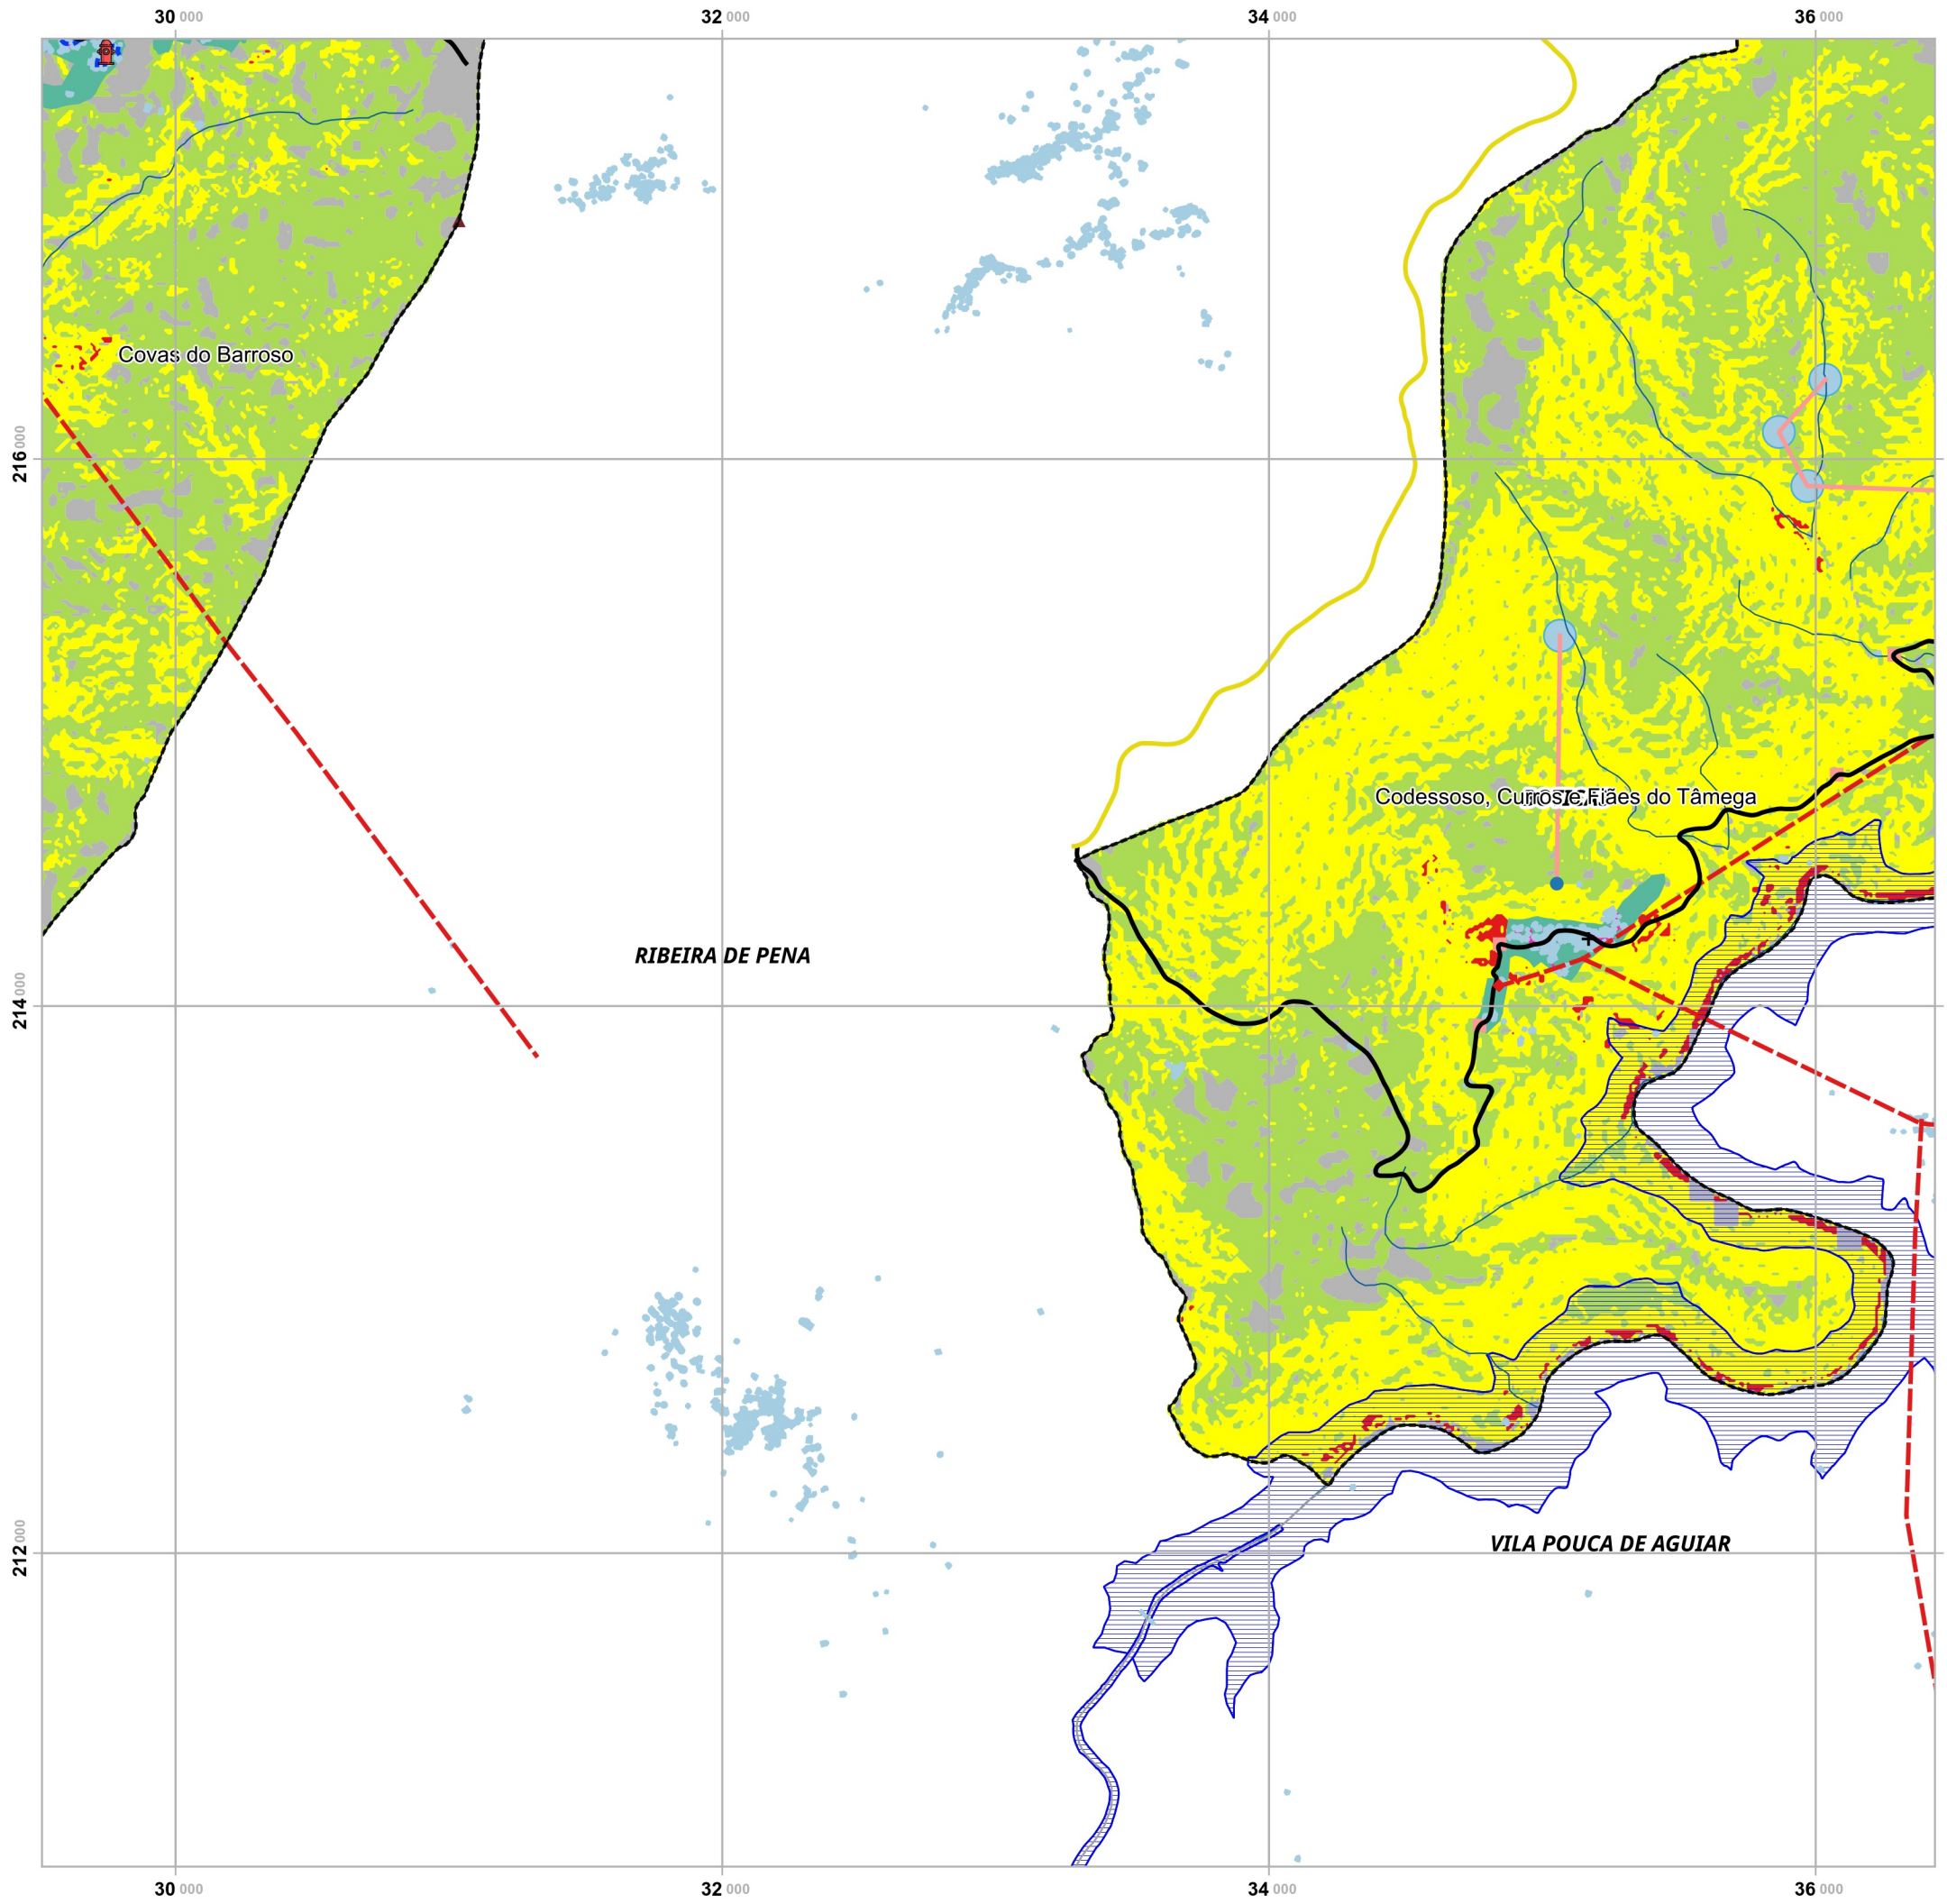 30 000 32 000 34 000 36 000
Covas do Barroso
216 000
Codessoso, Curros e Fiães do Tâmega
RIBEIRA DE PENA
214 000
VILA POUCA DE AGUIAR
212 000
30 000 32 000 34 000 36 000